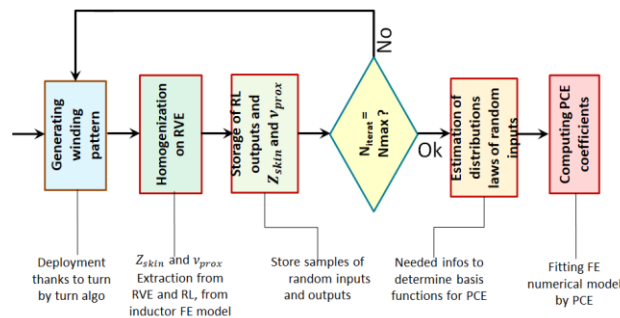 No
Generating
winding
pattern
Homogenization
on RVE
Storage of RL
outputs and
Z_skin and ν_prox
N_iterat =
Nmax ?
Ok
Estimation of
distributions
laws of random
inputs
Computing PCE
coefficients
Deployment
thanks to turn
by turn algo
Z_skin and ν_prox
Extraction from
RVE and RL, from
inductor FE model
Store samples of
random inputs
and outputs
Needed infos to
determine basis
functions for PCE
Fitting FE
numerical model
by PCE